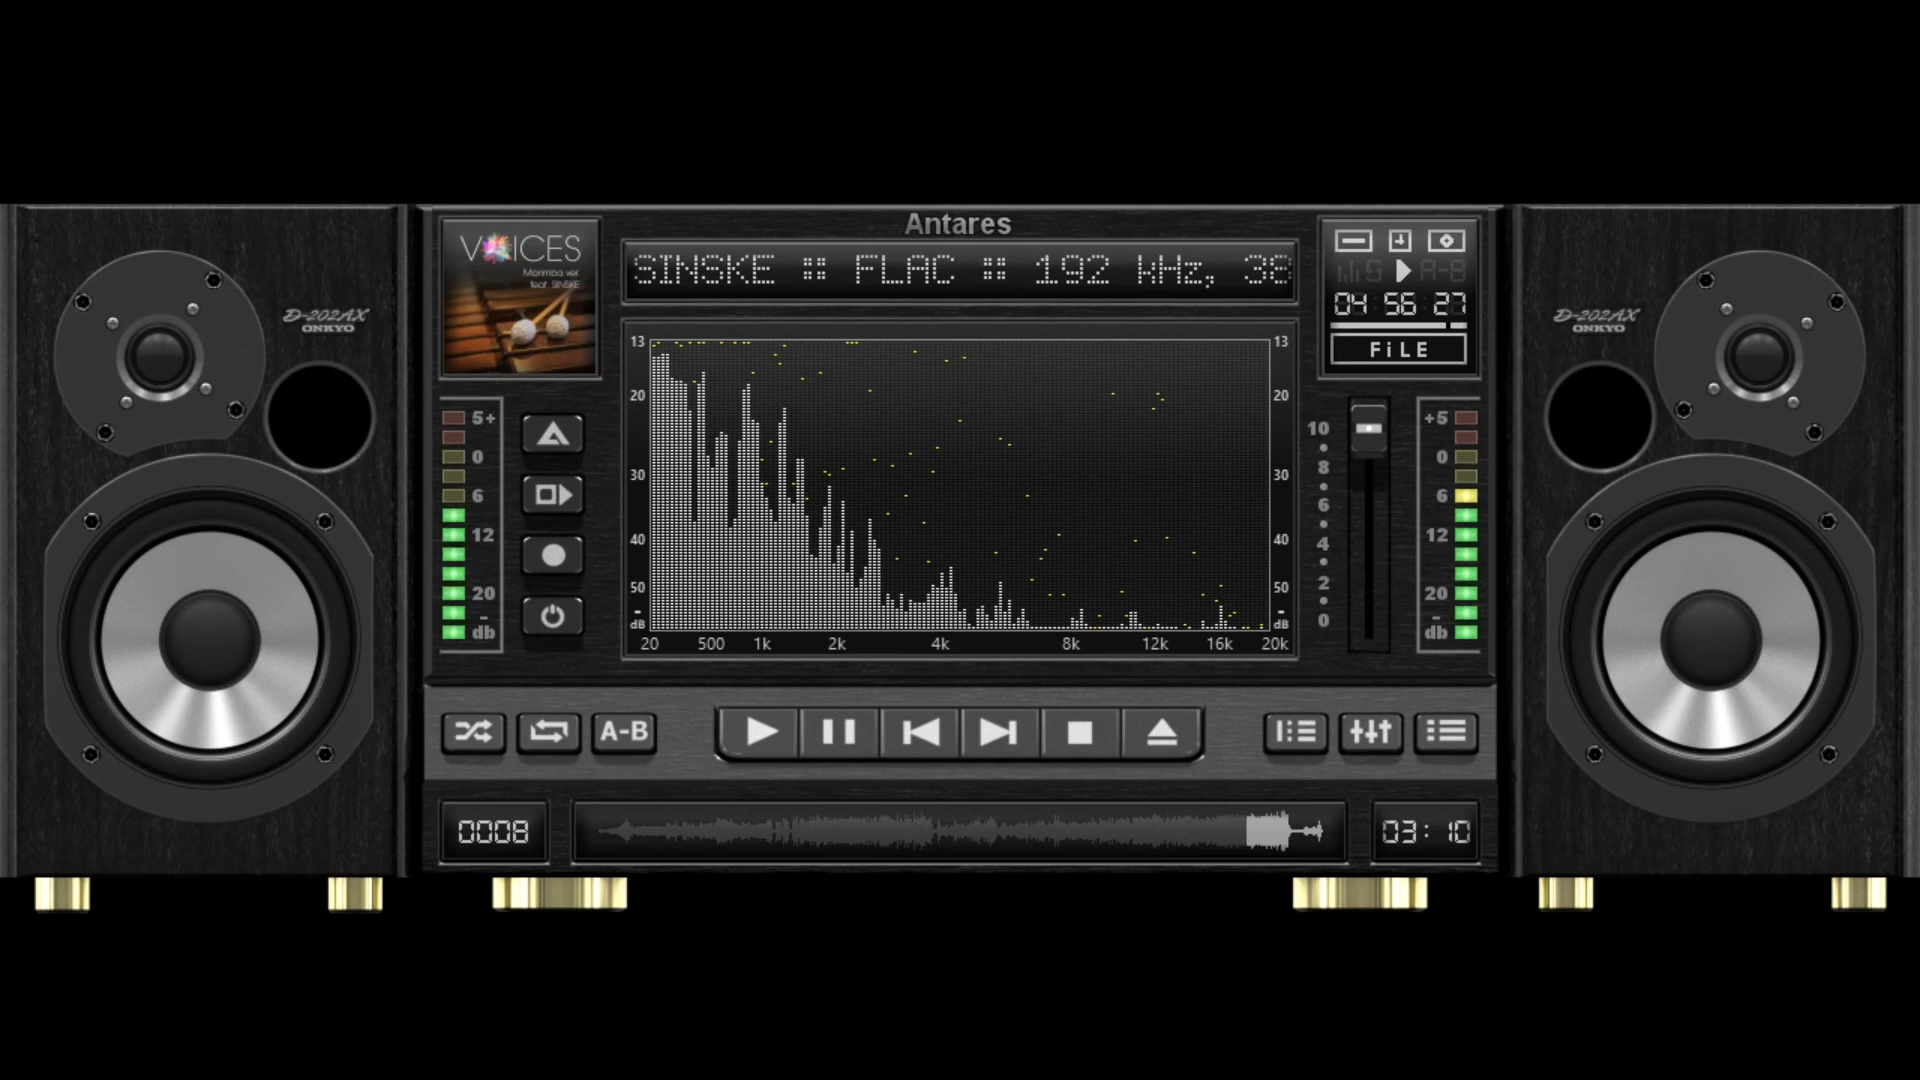 Antares
VOICES
Marimba ver.
feat. SINSKE
SINSKE :: FLAC :: 192 kHz, 38
A-B
04 56 27
FiLE
D-202AX
ONKYO
D-202AX
ONKYO
13
20
30
40
50
-
dB
13
20
30
40
50
-
dB
20 500 1k 2k 4k 8k 12k 16k 20k
5+
0
6
12
20
-
db
10
8
6
4
2
0
+5
0
6
12
20
-
db
A-B
0008
03:10